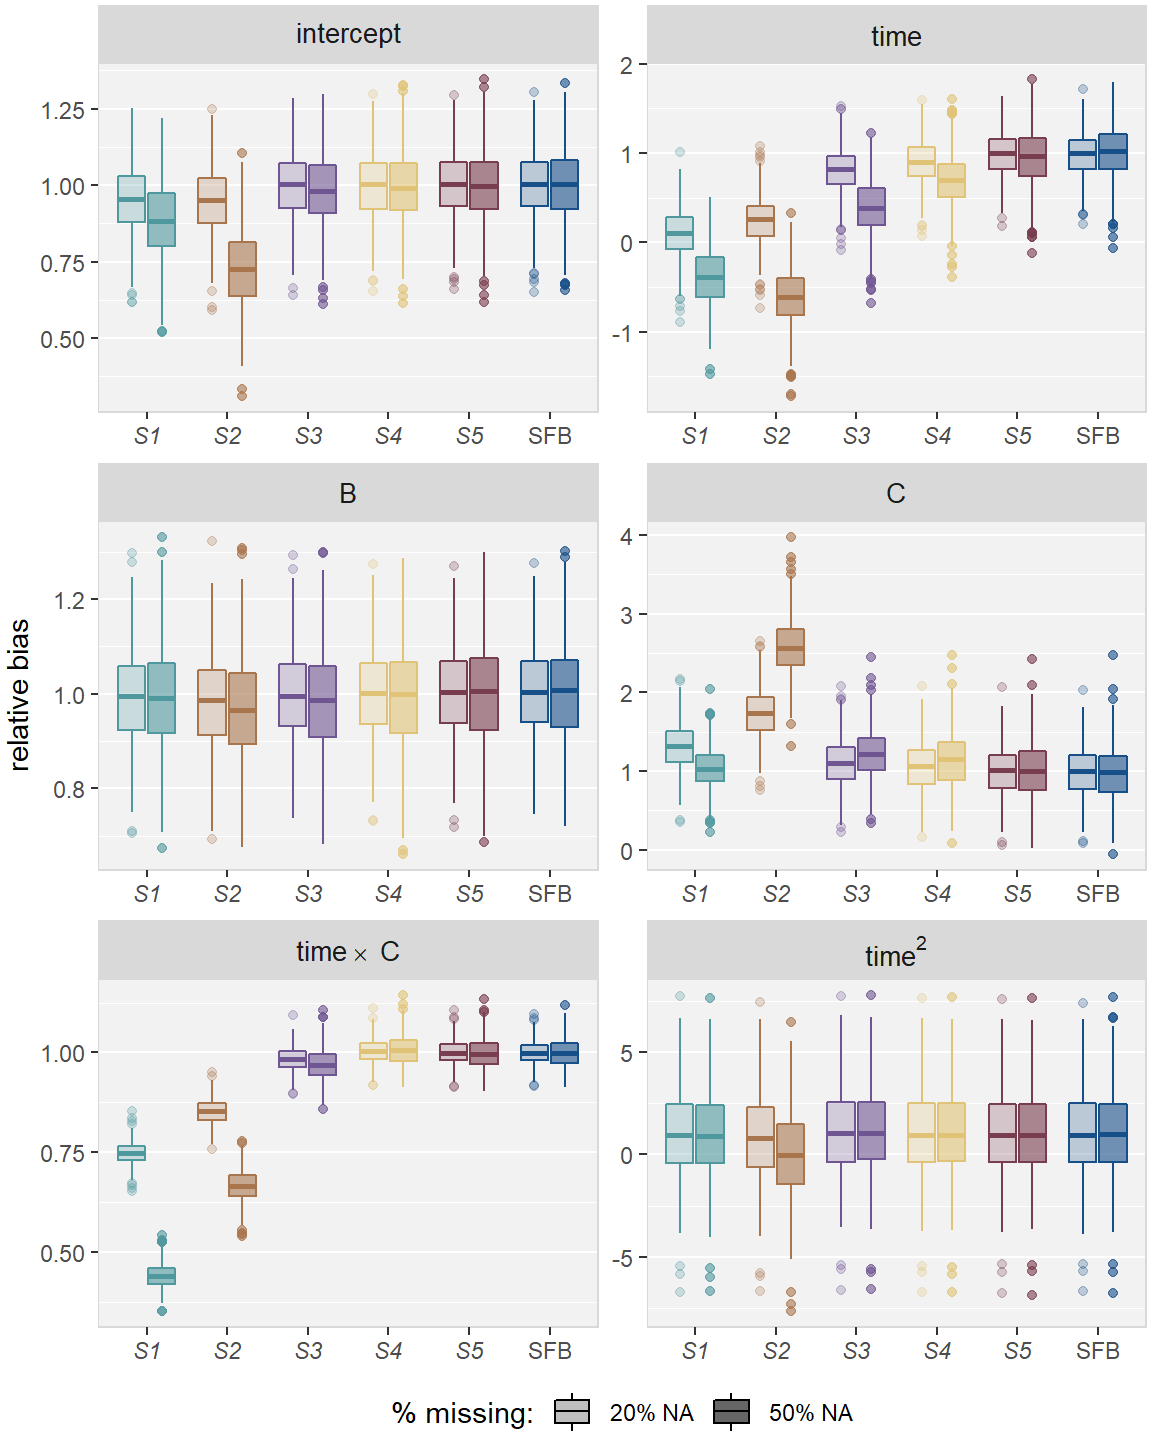 intercept
1.25
1.00
0.75
0.50
S1 S2 S3 S4 S5 SFB
time
2
1
0
-1
S1 S2 S3 S4 S5 SFB
relative bias
B
1.2
1.0
0.8
S1 S2 S3 S4 S5 SFB
C
4
3
2
1
0
S1 S2 S3 S4 S5 SFB
time × C
1.00
0.75
0.50
S1 S2 S3 S4 S5 SFB
time²
5
0
-5
S1 S2 S3 S4 S5 SFB
% missing: 20% NA 50% NA